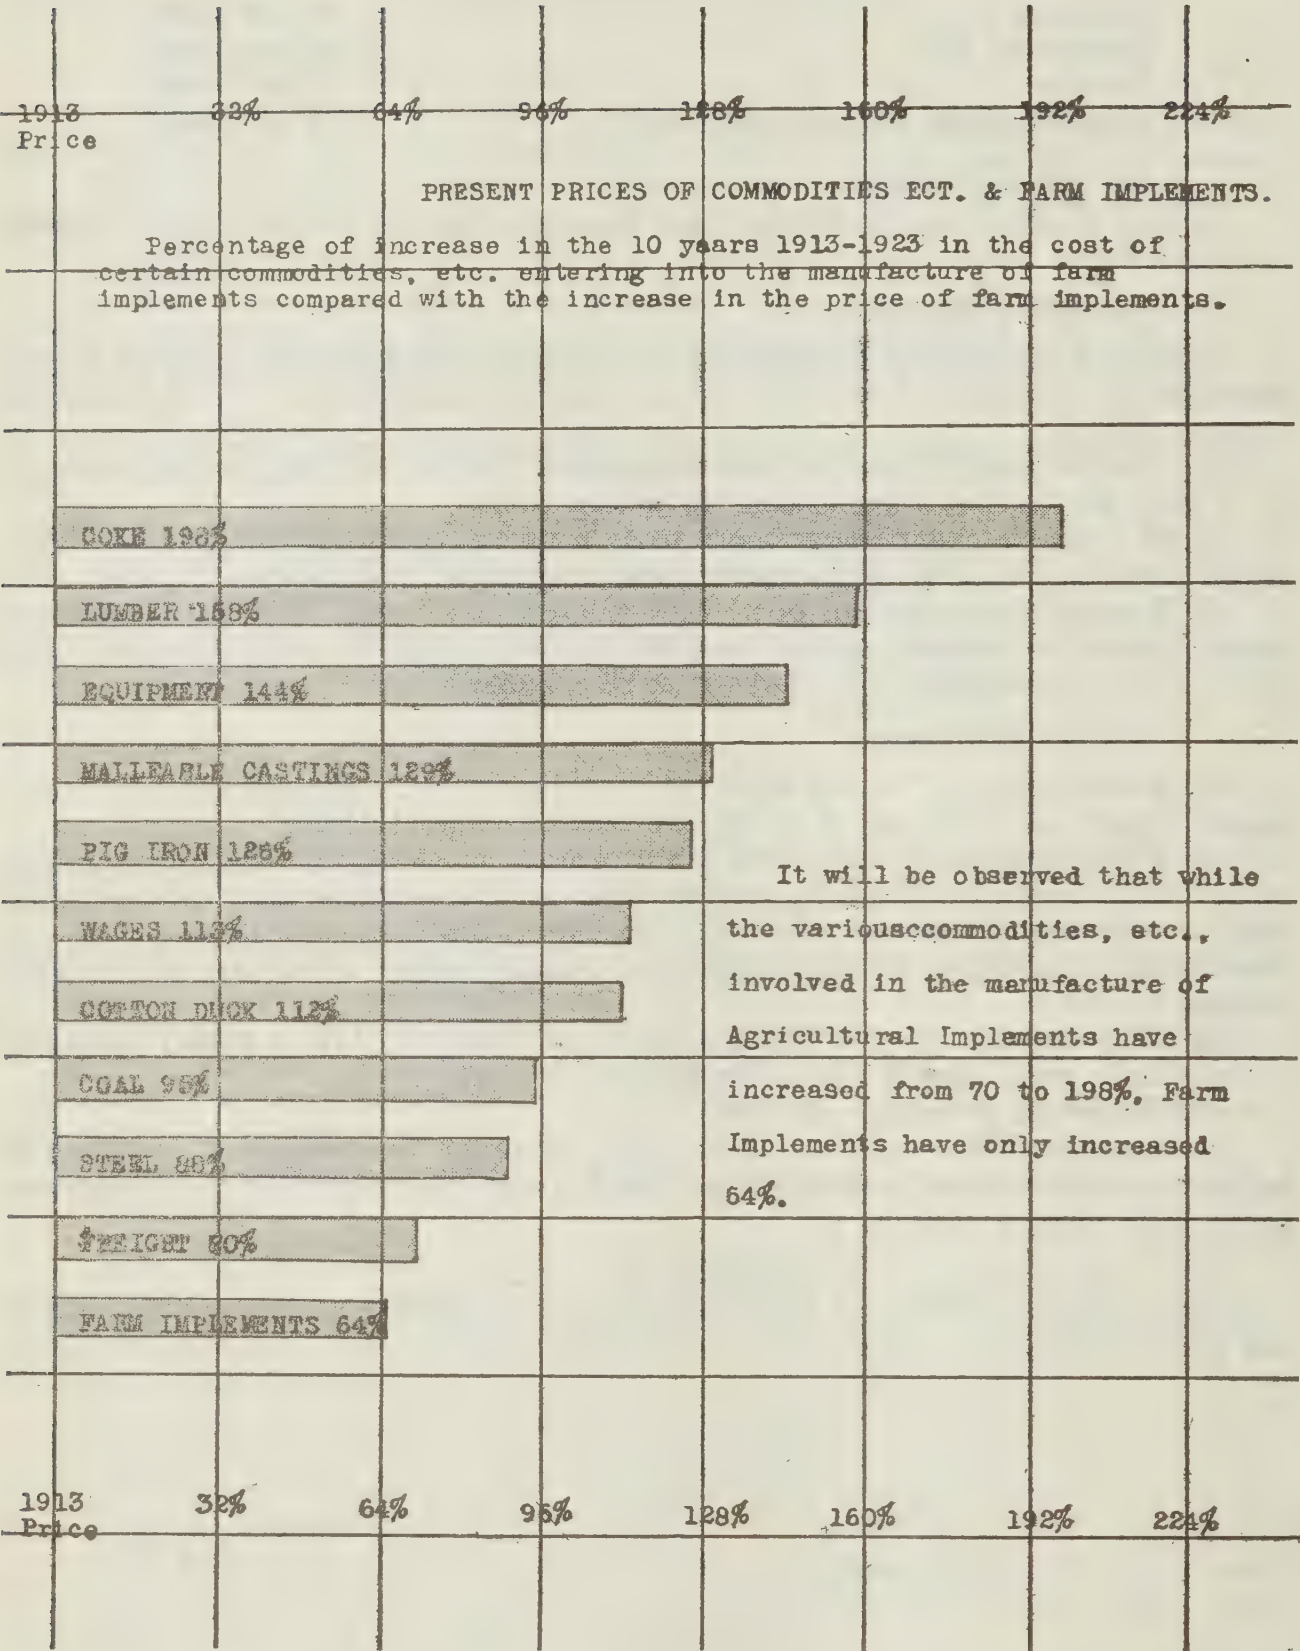 1913 32% 64% 96% 128% 160% 192% 224%
Price
PRESENT PRICES OF COMMODITIES ECT. & FARM IMPLEMENTS.
Percentage of increase in the 10 years 1913-1923 in the cost of
certain commodities, etc. entering into the manufacture of farm
implements compared with the increase in the price of farm implements.
COKE 198%
LUMBER 158%
EQUIPMENT 144%
MALLEABLE CASTINGS 129%
PIG IRON
WAGES 113%
COTTON DUCK 112%
COAL
STEEL
FREIGHT
FARM IMPLEMENTS 64%
It will be observed that while
the variousccommodities, etc.,
involved in the manufacture of
Agricultural Implements have
increased from 70 to 198%. Farm
Implements have only increased
64%.
1913 32% 64% 96% 128% 160% 192% 224%
Price